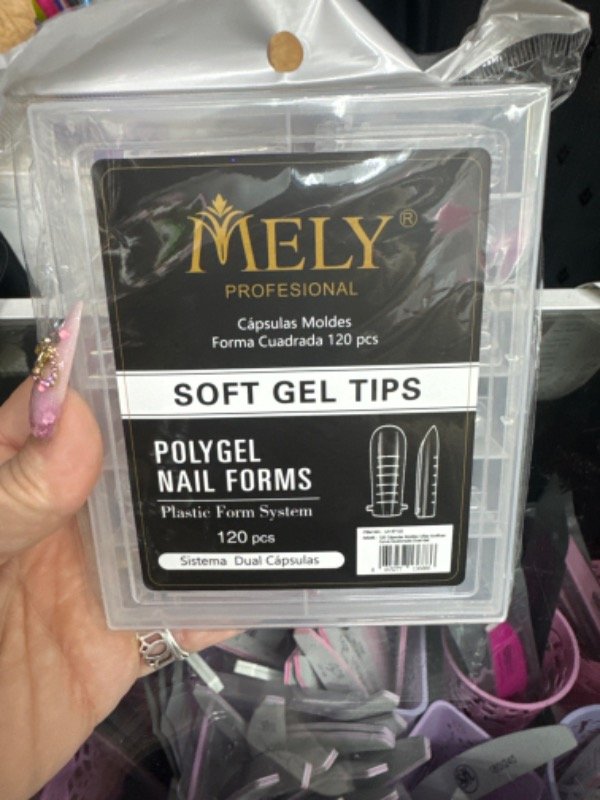 MELY®
PROFESIONAL
Cápsulas Moldes
Forma Cuadrada 120 pcs
SOFT GEL TIPS
POLYGEL
NAIL FORMS
Plastic Form System
120 pcs
Sistema Dual Cápsulas